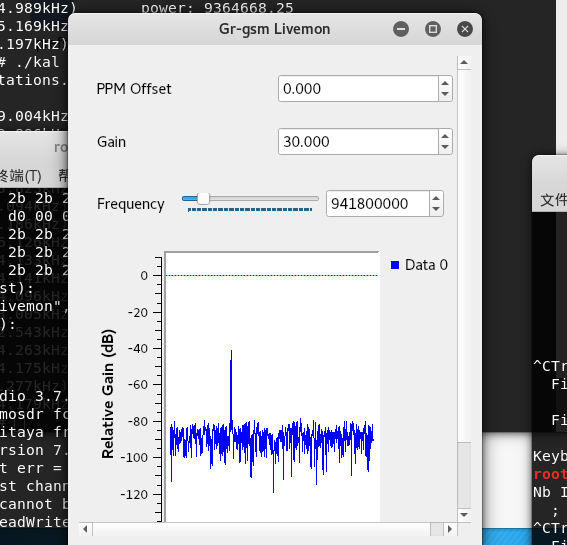 4.989kHz) power: 9364668.25
5.169kHz
.197kHz)
# ./kal
tations.
9.004kHz
Gr-gsm Livemon
PPM Offset 0.000
Gain 30.000
Frequency 941800000
Data 0
Relative Gain (dB)
0
-20
-40
-60
-80
-100
-120
ro
终端(T)
2b 2b 2
d0 00 0
2b 2b 2
2b 2b 2
2b 2b 2
st):
ivemon",
):
.543kHz
4.263kHz
4.175kHz
.277kHz)
dio 3.7.
mosdr fo
itaya fr
ersion 7.
t err =
st chann
cannot b
eadWrite
文件
^CTr
Fi
Fi
Keyb
root
Nb I
;
^CTr
Fi